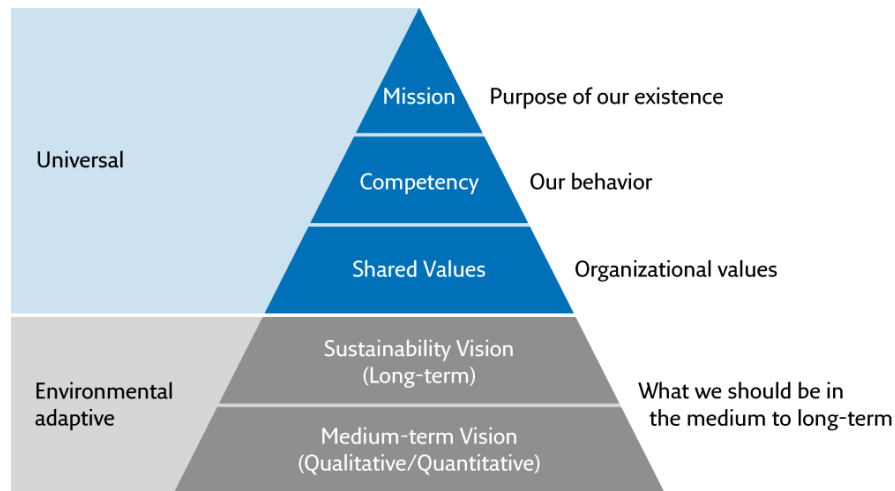 Mission
Purpose of our existence
Universal
Competency
Our behavior
Shared Values
Organizational values
Sustainability Vision
(Long-term)
Environmental
adaptive
What we should be in
the medium to long-term
Medium-term Vision
(Qualitative/Quantitative)